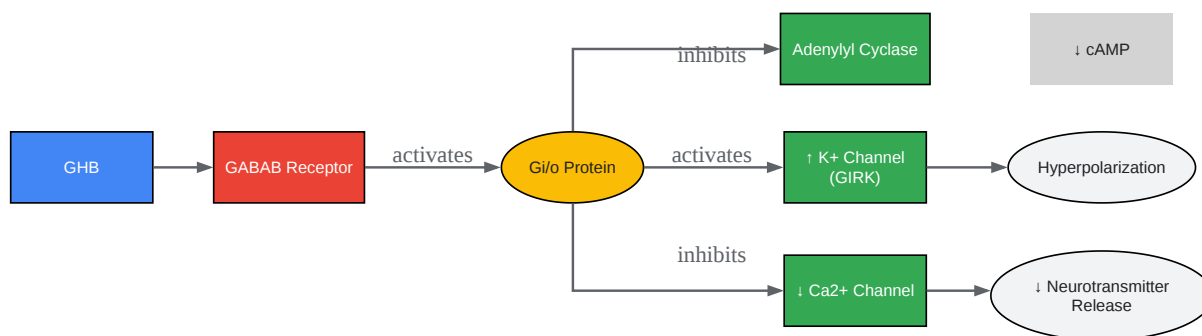 inhibits
Adenylyl Cyclase
↓ cAMP
GHB
GABAB Receptor
activates
Gi/o Protein
activates
↑ K+ Channel
(GIRK)
Hyperpolarization
inhibits
↓ Ca2+ Channel
↓ Neurotransmitter
Release